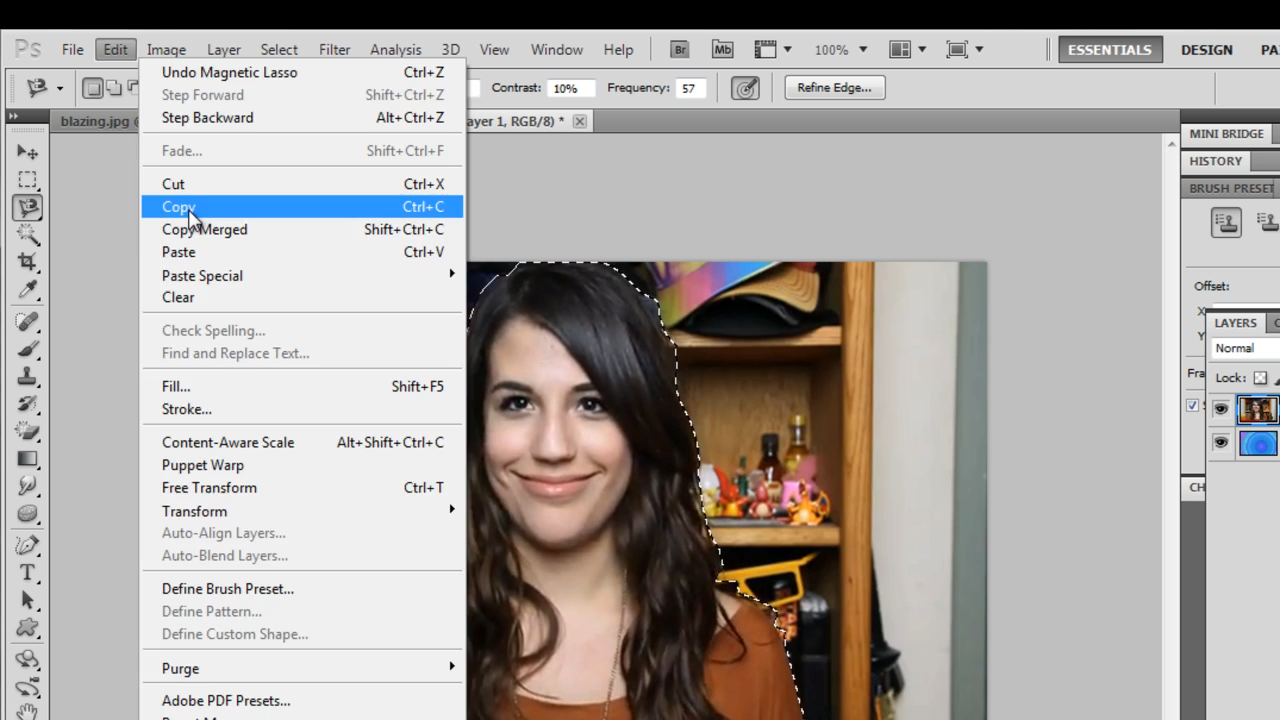 Ps File Edit Image Layer Select Filter Analysis 3D View Window Help Br Mb 100% ESSENTIALS DESIGN PA
Contrast: 10% Frequency: 57 Refine Edge...
blazing.jpg @ ayer 1, RGB/8) *
Undo Magnetic Lasso Ctrl+Z
Step Forward Shift+Ctrl+Z
Step Backward Alt+Ctrl+Z
Fade... Shift+Ctrl+F
Cut Ctrl+X
Copy Ctrl+C
Copy Merged Shift+Ctrl+C
Paste Ctrl+V
Paste Special
Clear
Check Spelling...
Find and Replace Text...
Fill... Shift+F5
Stroke...
Content-Aware Scale Alt+Shift+Ctrl+C
Puppet Warp
Free Transform Ctrl+T
Transform
Auto-Align Layers...
Auto-Blend Layers...
Define Brush Preset...
Define Pattern...
Define Custom Shape...
Purge
Adobe PDF Presets...
MINI BRIDGE
HISTORY
BRUSH PRESET
Offset:
X
LAYERS C
Y
Normal
Fra
Lock:
CH